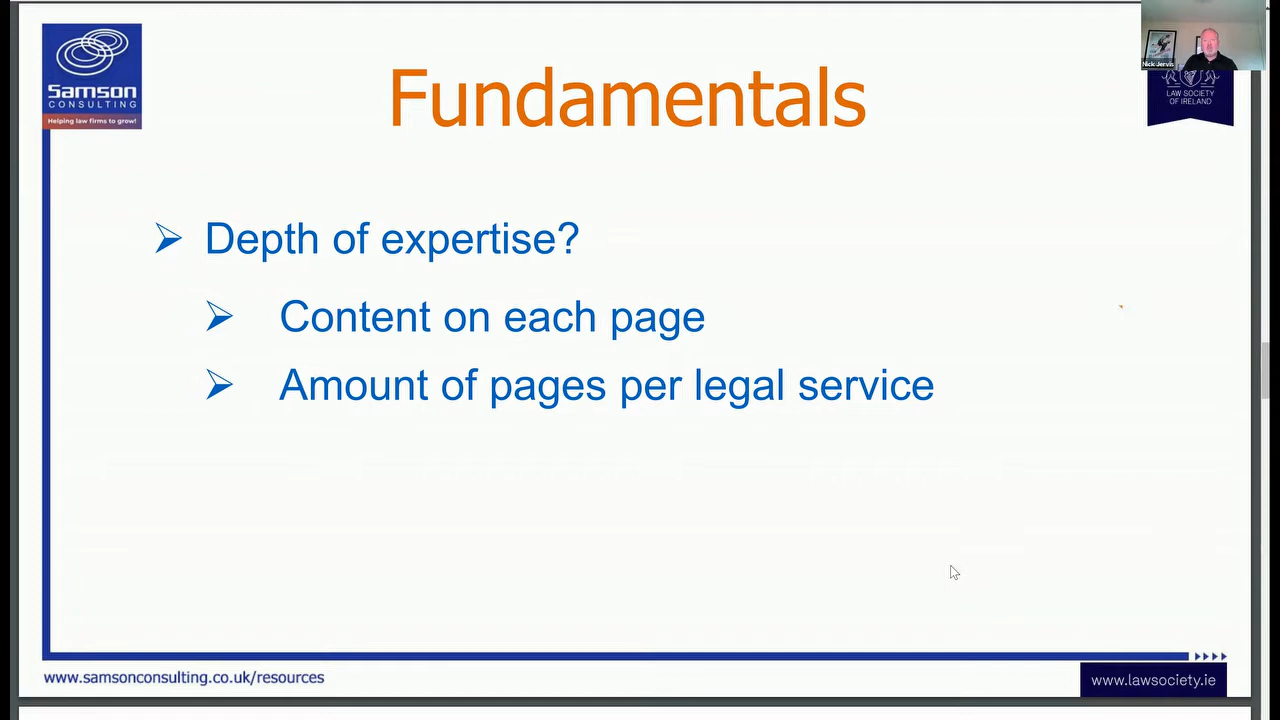 Samson
CONSULTING
Helping law firms to grow!
Fundamentals
Nick Jervis
LAW SOCIETY
OF IRELAND
Depth of expertise?
Content on each page
Amount of pages per legal service
www.samsonconsulting.co.uk/resources
www.lawsociety.ie